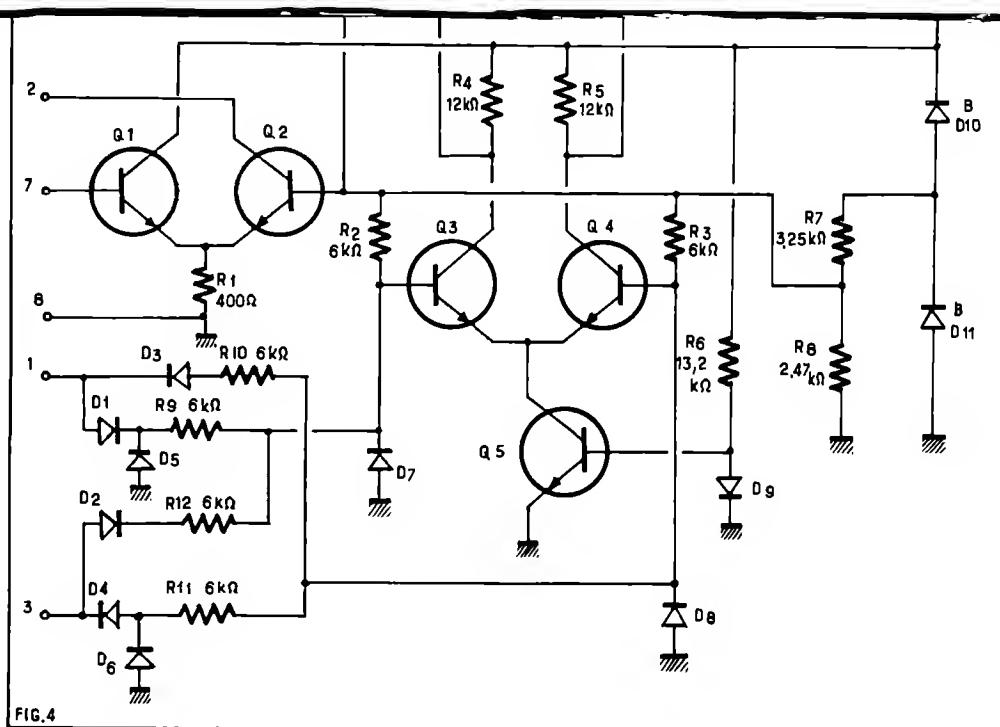 R4
12kΩ
R5
12kΩ
B
D10
2
Q1
Q2
7
R2
6kΩ
Q3
Q4
R3
6kΩ
R7
3,25kΩ
R1
400Ω
8
B
D11
D3
R10 6kΩ
R6
13,2
kΩ
R8
2,47kΩ
1
D1
R9 6kΩ
D5
D7
Q5
D9
D2
R12 6kΩ
D4
R11 6kΩ
3
D6
D8
FIG.4